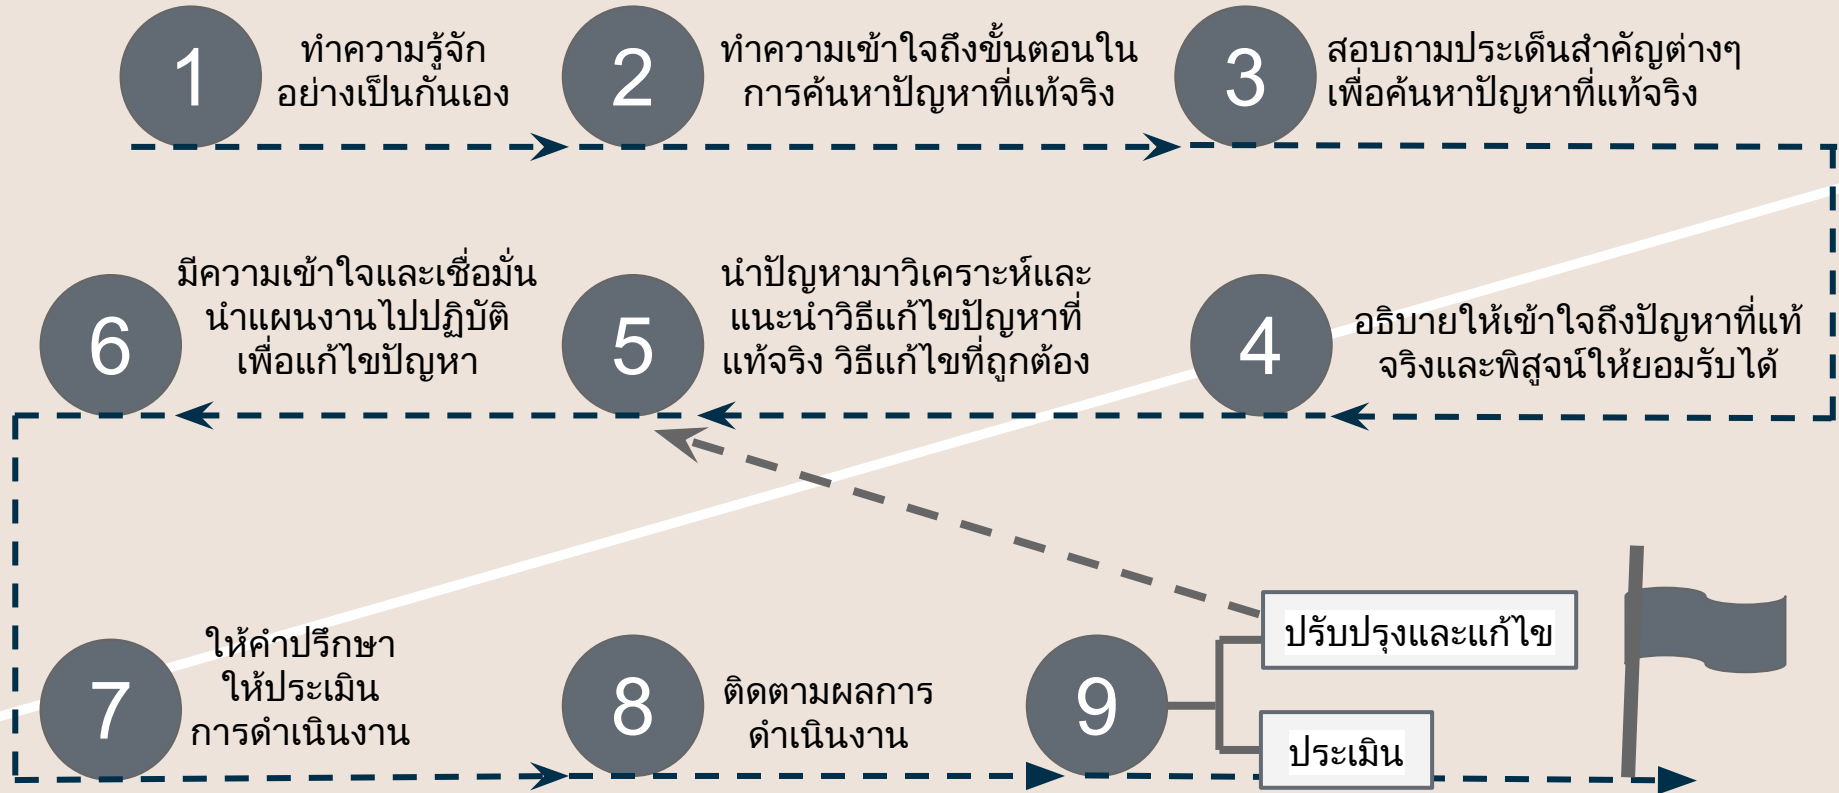 1
ทำความรู้จัก
อย่างเป็นกันเอง
2
ทำความเข้าใจถึงขั้นตอนใน
การค้นหาปัญหาที่แท้จริง
3
สอบถามประเด็นสำคัญต่างๆ
เพื่อค้นหาปัญหาที่แท้จริง
4
อธิบายให้เข้าใจถึงปัญหาที่แท้
จริงและพิสูจน์ให้ยอมรับได้
5
นำปัญหามาวิเคราะห์และ
แนะนำวิธีแก้ไขปัญหาที่
แท้จริง วิธีแก้ไขที่ถูกต้อง
6
มีความเข้าใจและเชื่อมั่น
นำแผนงานไปปฏิบัติ
เพื่อแก้ไขปัญหา
7
ให้คำปรึกษา
ให้ประเมิน
การดำเนินงาน
8
ติดตามผลการ
ดำเนินงาน
9
ปรับปรุงและแก้ไข
ประเมิน